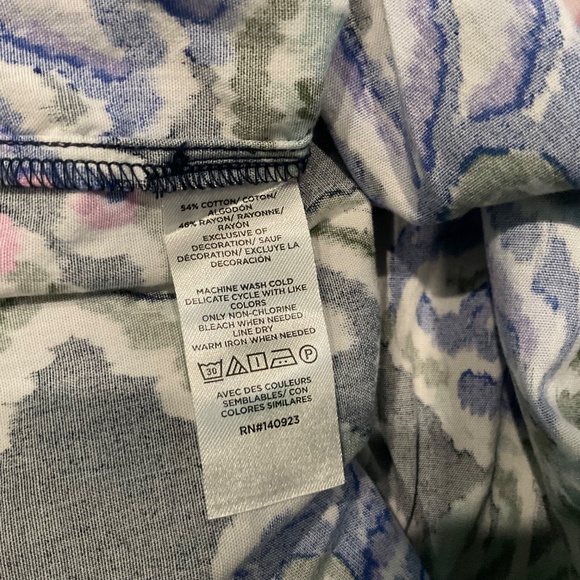 54% COTTON/ COTON/
ALGODÓN
46% RAYON/ RAYONNE/
RAYÓN
EXCLUSIVE OF
DECORATION/ SAUF
DÉCORATION/ EXCLUYE LA
DECORACIÓN
MACHINE WASH COLD
DELICATE CYCLE WITH LIKE
COLORS
ONLY NON-CHLORINE
BLEACH WHEN NEEDED
LINE DRY
WARM IRON WHEN NEEDED
30 P
AVEC DES COULEURS
SEMBLABLES/ CON
COLORES SIMILARES
RN#140923